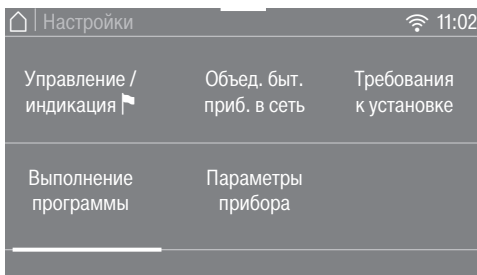 Настройки 11:02
Управление / Объед. быт. Требования
индикация приб. в сеть к установке
Выполнение Параметры
программы прибора